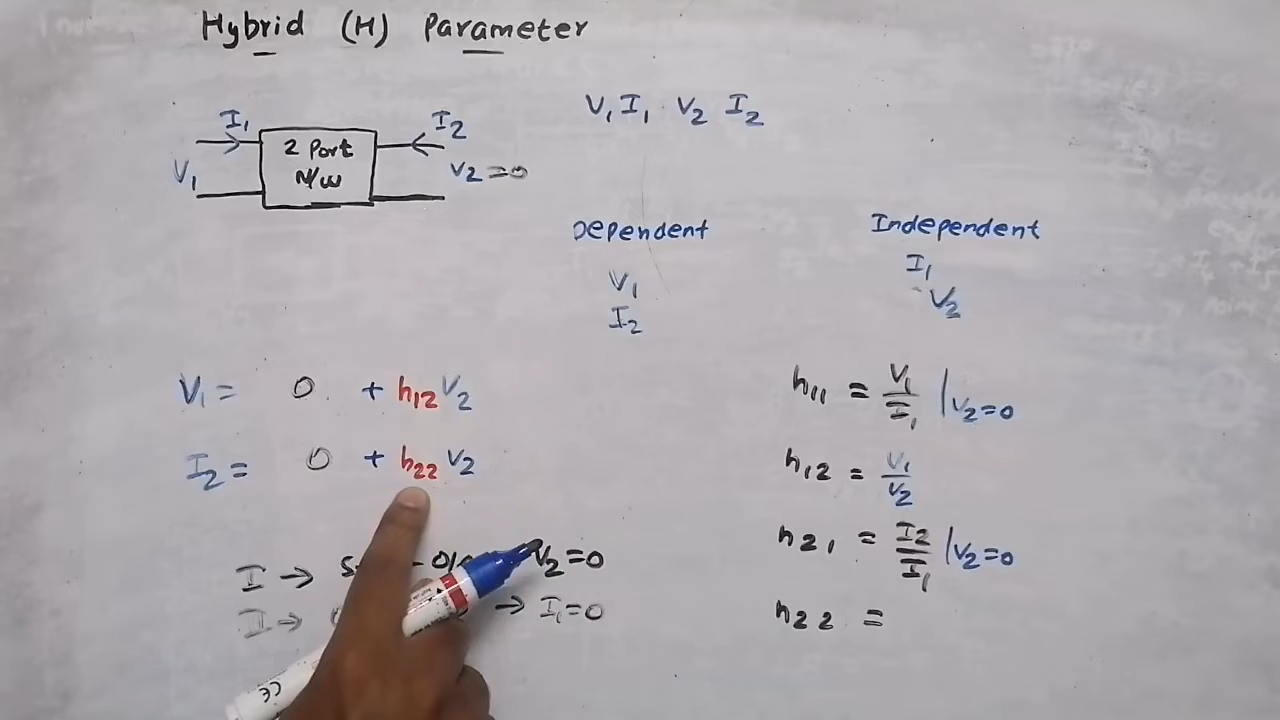 Hybrid (H) Parameter
I1 I2
V1 2 Port N/W V2 =0
V1 I1 V2 I2
Dependent Independent
V1 I1
I2 V2
V1 = 0 + h12 V2
I2 = 0 + h22 V2
h11 = V1/I1 | V2=0
h12 = V1/V2
h21 = I2/I1 | V2=0
h22 =
I → V2=0
I → → I1=0